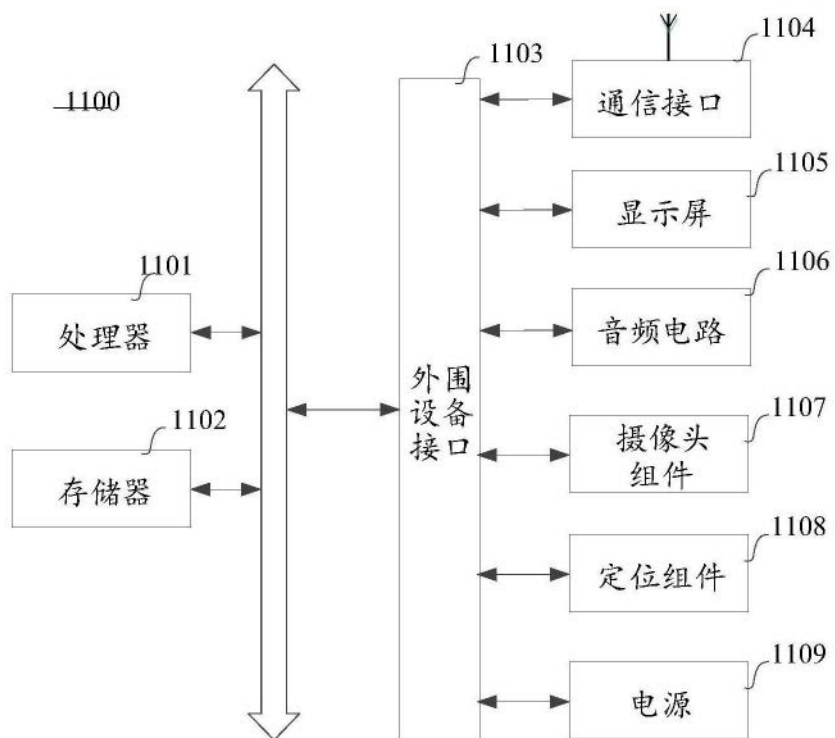 1100
1101
处理器
1102
存储器
1103
外围
设备
接口
1104
通信接口
1105
显示屏
1106
音频电路
1107
摄像头
组件
1108
定位组件
1109
电源